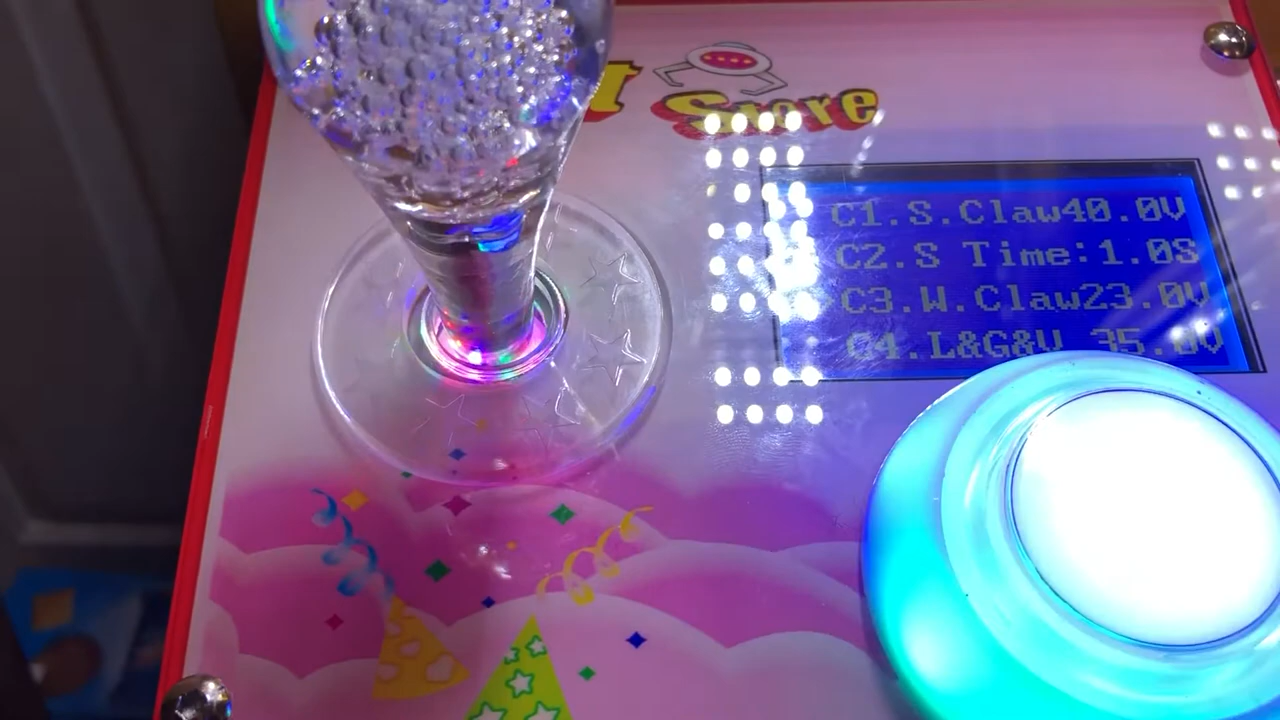 t Store
C1.S.Claw40.0V
C2.S Time:1.0S
C3.W.Claw23.0V
C4.L&G&V 35.0V